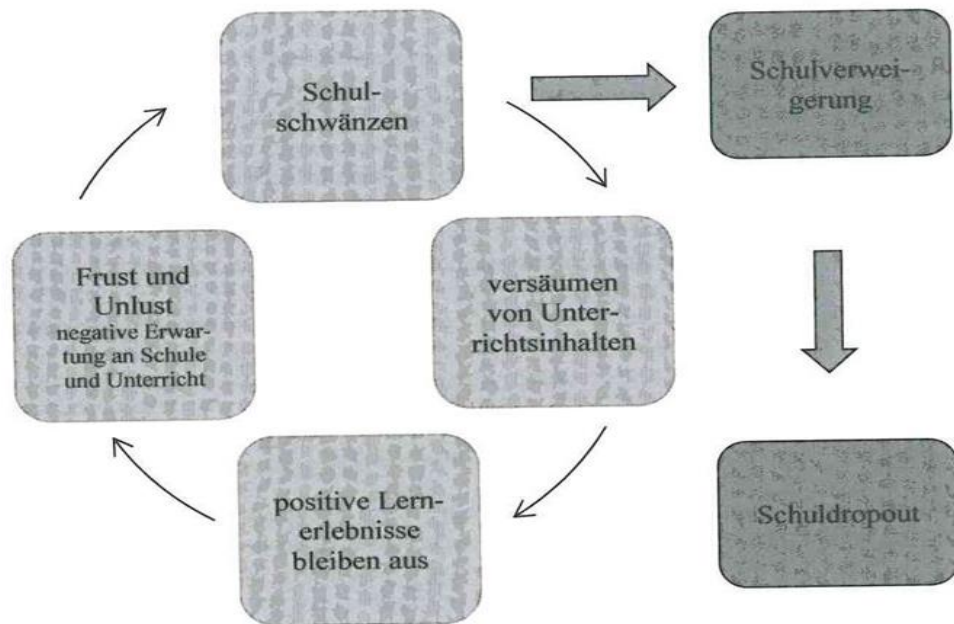 Schul-
schwänzen
Schulverwei-
gerung
versäumen
von Unter-
richtsinhalten
Frust und
Unlust
negative Erwar-
tung an Schule
und Unterricht
positive Lern-
erlebnisse
bleiben aus
Schuldropout